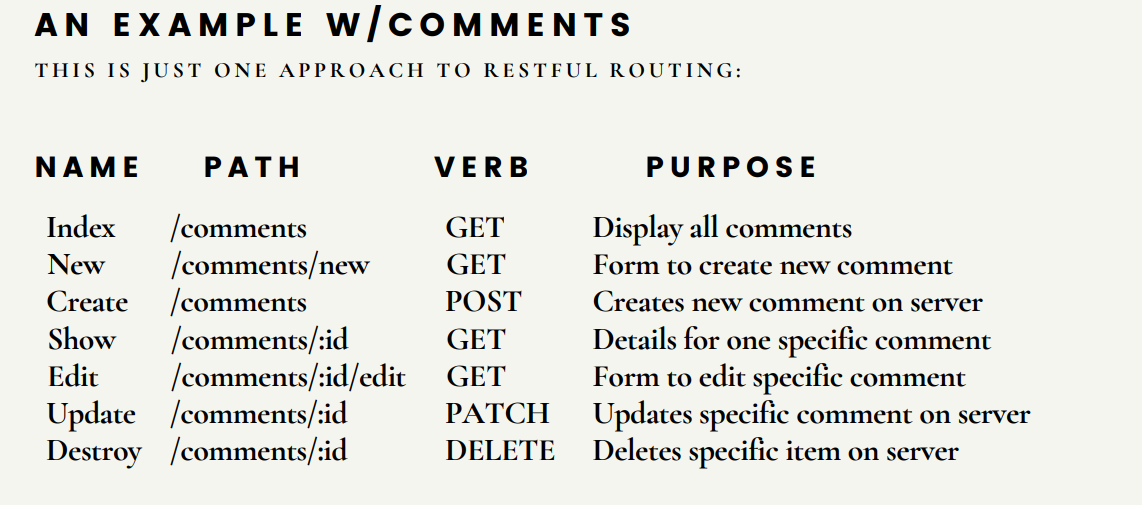 AN EXAMPLE W/COMMENTS
THIS IS JUST ONE APPROACH TO RESTFUL ROUTING:
NAME PATH VERB PURPOSE
Index /comments GET Display all comments
New /comments/new GET Form to create new comment
Create /comments POST Creates new comment on server
Show /comments/:id GET Details for one specific comment
Edit /comments/:id/edit GET Form to edit specific comment
Update /comments/:id PATCH Updates specific comment on server
Destroy /comments/:id DELETE Deletes specific item on server